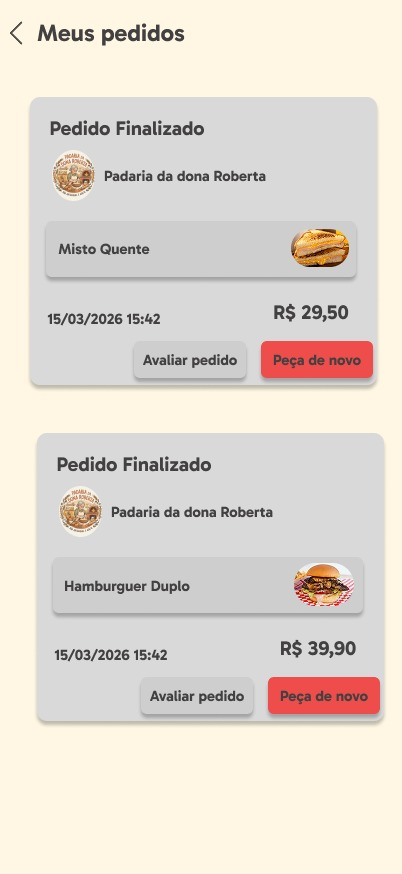 Meus pedidos
Pedido Finalizado
Padaria da dona Roberta
Misto Quente
R$ 29,50
15/03/2026 15:42
Avaliar pedido
Peça de novo
Pedido Finalizado
Padaria da dona Roberta
Hamburguer Duplo
R$ 39,90
15/03/2026 15:42
Avaliar pedido
Peça de novo